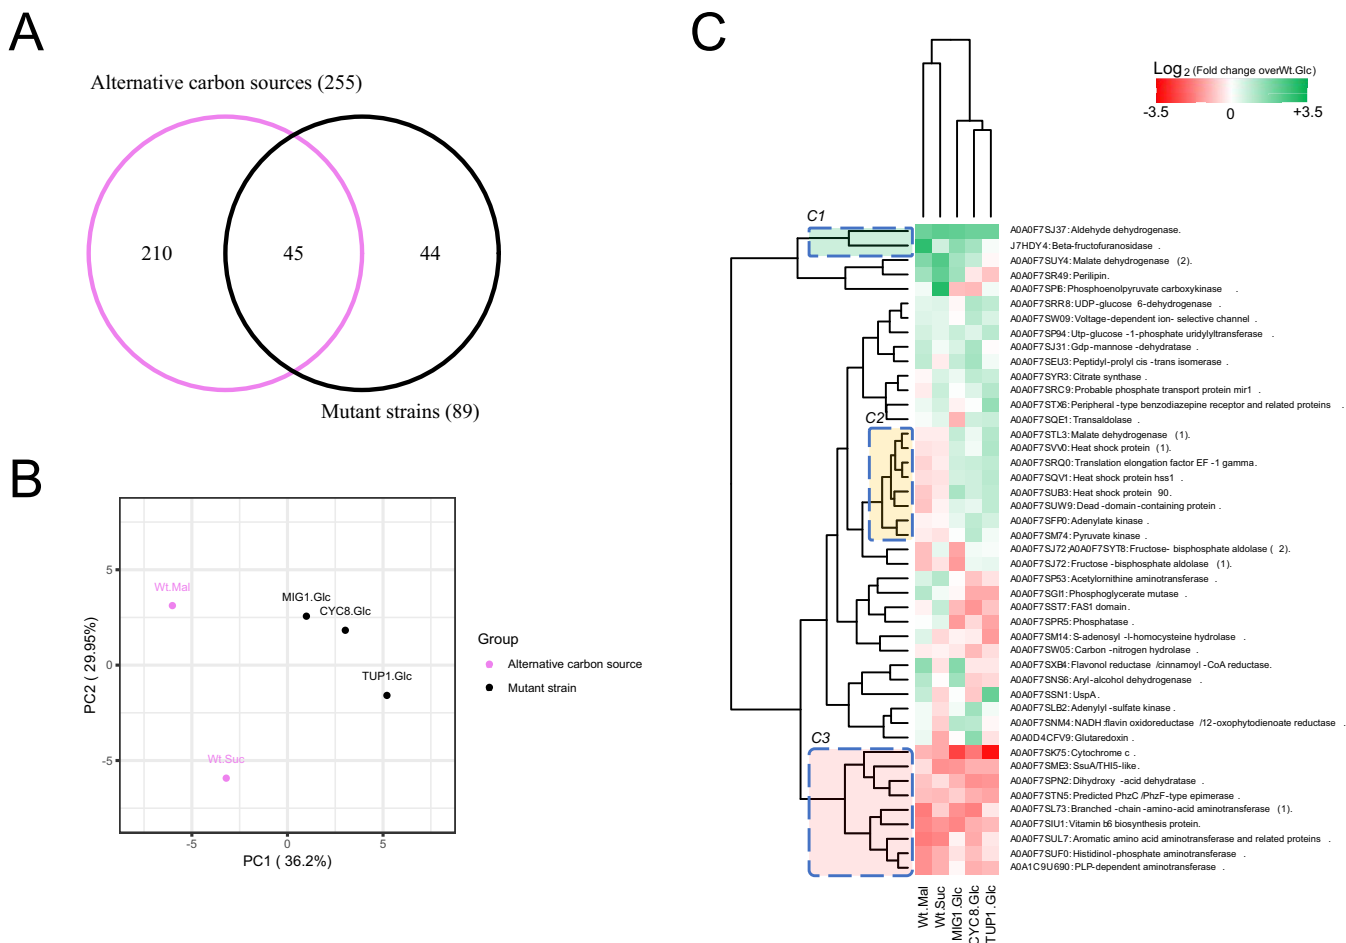 A
Alternative carbon sources (255)
210
45
44
Mutant strains (89)
B
Wt.Mal
MIG1.Glc
CYC8.Glc
TUP1.Glc
Wt.Suc
5
0
-5
-5
0
5
PC2 ( 29.95%)
PC1 ( 36.2%)
Group
Alternative carbon source
Mutant strain
C
Log2 (Fold change overWt.Glc)
-3.5
0
+3.5
C1
C2
C3
A0A0F7SJ37: Aldehyde dehydrogenase.
J7HDY4: Beta-fructofuranosidase .
A0A0F7SUY4: Malate dehydrogenase (2).
A0A0F7SR49: Perilipin.
A0A0F7SPI6: Phosphoenolpyruvate carboxykinase .
A0A0F7SRR8: UDP-glucose 6-dehydrogenase .
A0A0F7SW09: Voltage-dependent ion- selective channel .
A0A0F7SP94: Utp-glucose -1-phosphate uridylyltransferase .
A0A0F7SJ31: Gdp-mannose -dehydratase .
A0A0F7SEU3: Peptidyl-prolyl cis -trans isomerase .
A0A0F7SYR3: Citrate synthase .
A0A0F7SRC9: Probable phosphate transport protein mir1 .
A0A0F7STX6: Peripheral -type benzodiazepine receptor and related proteins .
A0A0F7SQE1: Transaldolase .
A0A0F7STL3: Malate dehydrogenase (1).
A0A0F7SVV0: Heat shock protein (1).
A0A0F7SRQ0: Translation elongation factor EF -1 gamma.
A0A0F7SQV1: Heat shock protein hss1 .
A0A0F7SUB3: Heat shock protein 90.
A0A0F7SUW9: Dead -domain-containing protein .
A0A0F7SFP0: Adenylate kinase .
A0A0F7SM74: Pyruvate kinase .
A0A0F7SJ72;A0A0F7SYT8: Fructose- bisphosphate aldolase ( 2).
A0A0F7SJ72: Fructose -bisphosphate aldolase (1).
A0A0F7SP53: Acetylornithine aminotransferase .
A0A0F7SGI1: Phosphoglycerate mutase .
A0A0F7SST7: FAS1 domain.
A0A0F7SPR5: Phosphatase .
A0A0F7SM14: S-adenosyl -l-homocysteine hydrolase .
A0A0F7SW05: Carbon -nitrogen hydrolase .
A0A0F7SXB4: Flavonol reductase /cinnamoyl -CoA reductase.
A0A0F7SNS6: Aryl-alcohol dehydrogenase .
A0A0F7SSN1: UspA .
A0A0F7SLB2: Adenylyl -sulfate kinase .
A0A0F7SNM4: NADH :flavin oxidoreductase /12-oxophytodienoate reductase .
A0A0D4CFV9: Glutaredoxin .
A0A0F7SK75: Cytochrome c .
A0A0F7SME3: SsuA/THI5-like.
A0A0F7SPN2: Dihydroxy -acid dehydratase .
A0A0F7STN5: Predicted PhzC /PhzF-type epimerase .
A0A0F7SL73: Branched -chain -amino-acid aminotransferase (1).
A0A0F7SIU1: Vitamin b6 biosynthesis protein.
A0A0F7SUL7: Aromatic amino acid aminotransferase and related proteins .
A0A0F7SUF0: Histidinol-phosphate aminotransferase .
A0A1C9U690: PLP-dependent aminotransferase .
Wt.Mal
Wt.Suc
MIG1.Glc
CYC8.Glc
TUP1.Glc